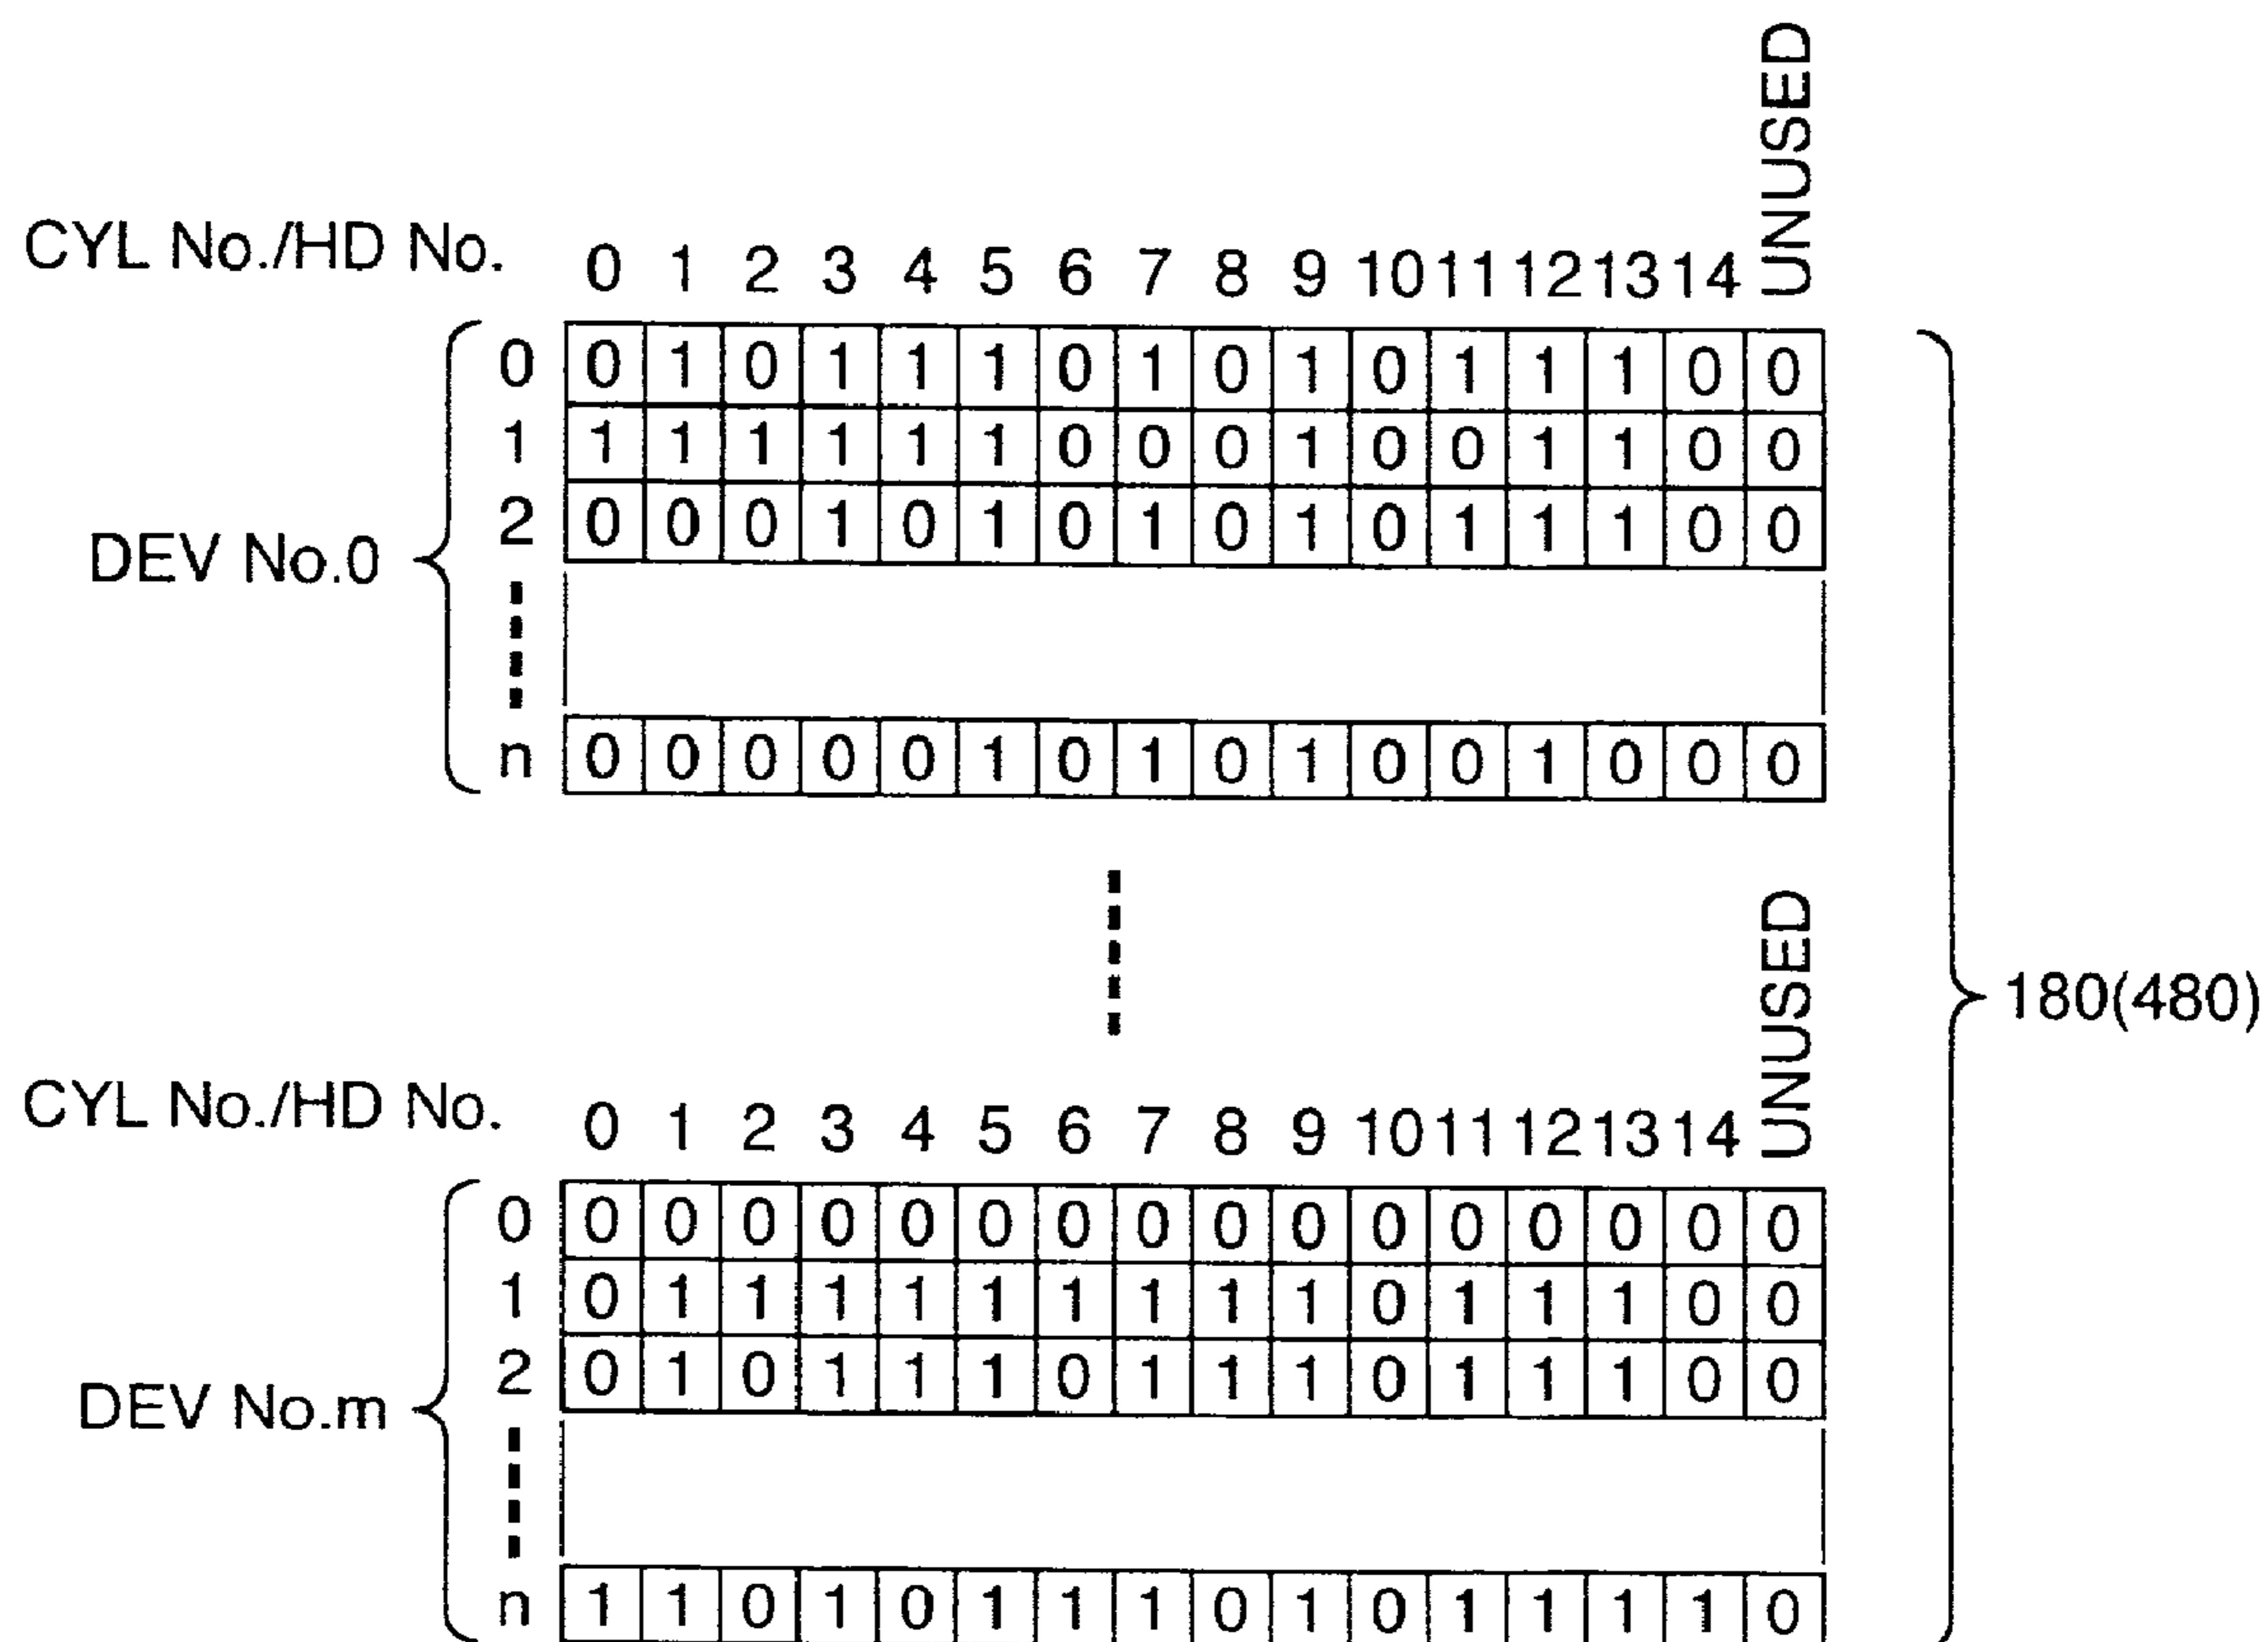 UNUSED
CYL No./HD No. 0 1 2 3 4 5 6 7 8 9 10 11 12 13 14
0 0 1 0 1 1 1 0 1 0 1 0 1 1 1 0 0
1 1 1 1 1 1 1 0 0 0 1 0 0 1 1 0 0
2 0 0 0 1 0 1 0 1 0 1 0 1 1 1 0 0
DEV No.0
n 0 0 0 0 0 1 0 1 0 1 0 0 1 0 0 0
UNUSED
180(480)
CYL No./HD No. 0 1 2 3 4 5 6 7 8 9 10 11 12 13 14
0 0 0 0 0 0 0 0 0 0 0 0 0 0 0 0 0
1 0 1 1 1 1 1 1 1 1 1 0 1 1 1 0 0
2 0 1 0 1 1 1 0 1 1 1 0 1 1 1 0 0
DEV No.m
n 1 1 0 1 0 1 1 1 0 1 0 1 1 1 1 0